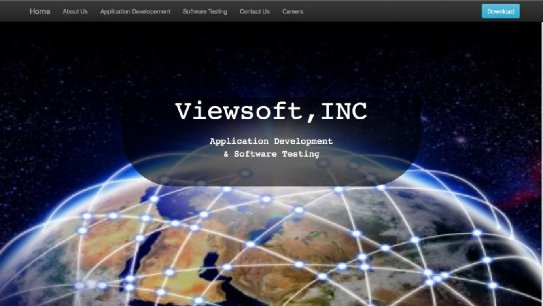 Home About Us Application Developement Software Testing Contact Us Careers Download
Viewsoft,INC
Application Development
& Software Testing